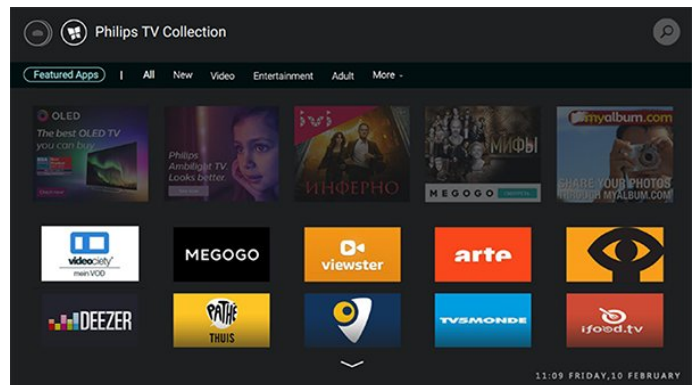 Philips TV Collection
Featured Apps | All New Video Entertainment Adult More
OLED
The best OLED TV
you can buy
Philips
Ambilight TV.
Looks better.
ivi
ИНФЕРНО
МИФЫ
MEGOGO
myalbum.com
SHARE YOUR PHOTOS
THROUGH MYALBUM.COM
videociety
mein VOD
MEGOGO
viewster
arte
DEEZER
PATHÉ
THUIS
TV5MONDE
ifood.tv
11:09 FRIDAY,10 FEBRUARY